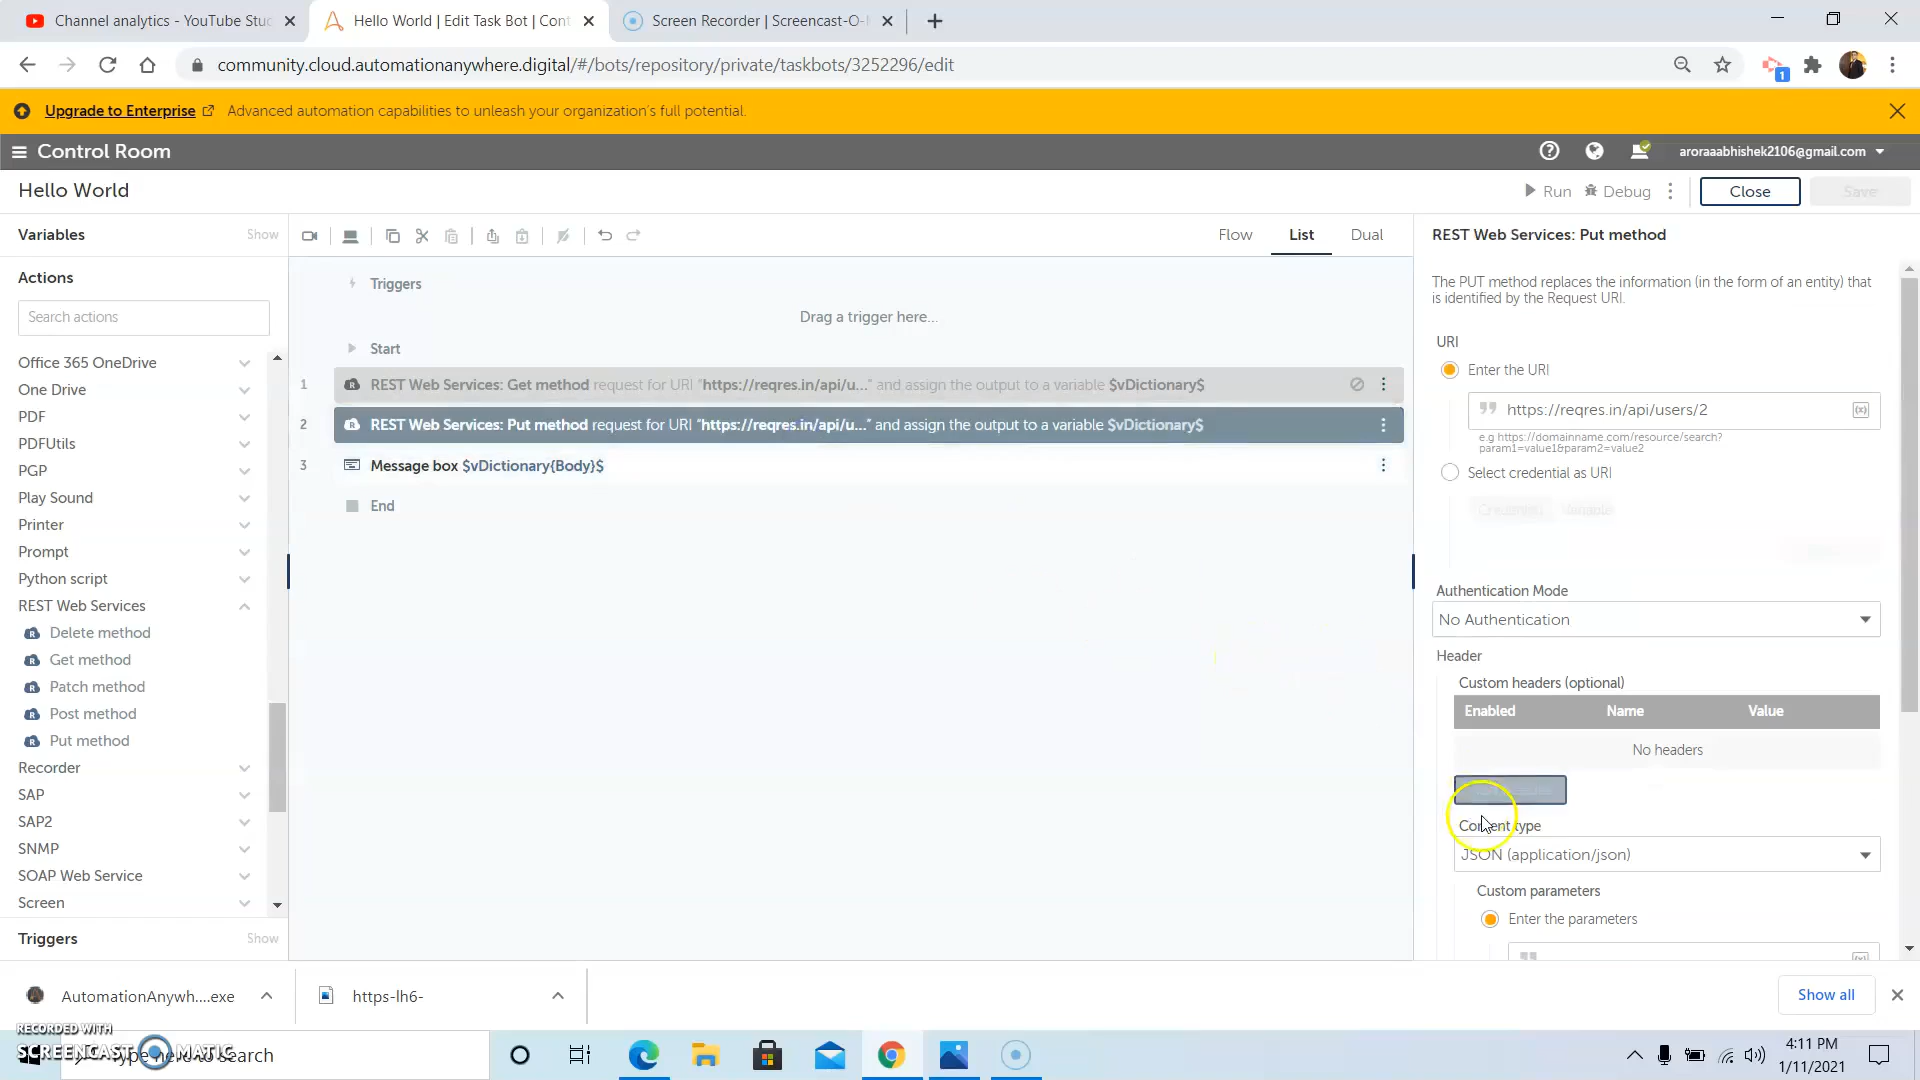 Channel analytics - YouTube Stud
Hello World | Edit Task Bot | Cont
Screen Recorder | Screencast-O-
community.cloud.automationanywhere.digital/#/bots/repository/private/taskbots/3252296/edit
1
Upgrade to Enterprise Advanced automation capabilities to unleash your organization's full potential.
Control Room
aroraaabhishek2106@gmail.com
Hello World
Run
Debug
Close
Save
Variables
Show
Flow
List
Dual
REST Web Services: Put method
Actions
Search actions
Office 365 OneDrive
One Drive
PDF
PDFUtils
PGP
Play Sound
Printer
Prompt
Python script
REST Web Services
Delete method
Get method
Patch method
Post method
Put method
Recorder
SAP
SAP2
SNMP
SOAP Web Service
Screen
Triggers
Show
Triggers
Drag a trigger here...
Start
1 REST Web Services: Get method request for URI "https://reqres.in/api/u..." and assign the output to a variable $vDictionary$
2 REST Web Services: Put method request for URI "https://reqres.in/api/u..." and assign the output to a variable $vDictionary$
3 Message box $vDictionary{Body}$
End
The PUT method replaces the information (in the form of an entity) that
is identified by the Request URI.
URI
Enter the URI
https://reqres.in/api/users/2
(x)
e.g https://domainname.com/resource/search?
param1=value1&param2=value2
Select credential as URI
Credential
Variable
Authentication Mode
No Authentication
Header
Custom headers (optional)
Enabled Name Value
No headers
Content type
JSON (application/json)
Custom parameters
Enter the parameters
(x)
AutomationAnywh....exe
https-lh6-
Show all
RECORDED WITH
SCREENCAST MATIC
Type here to search
4:11 PM
1/11/2021